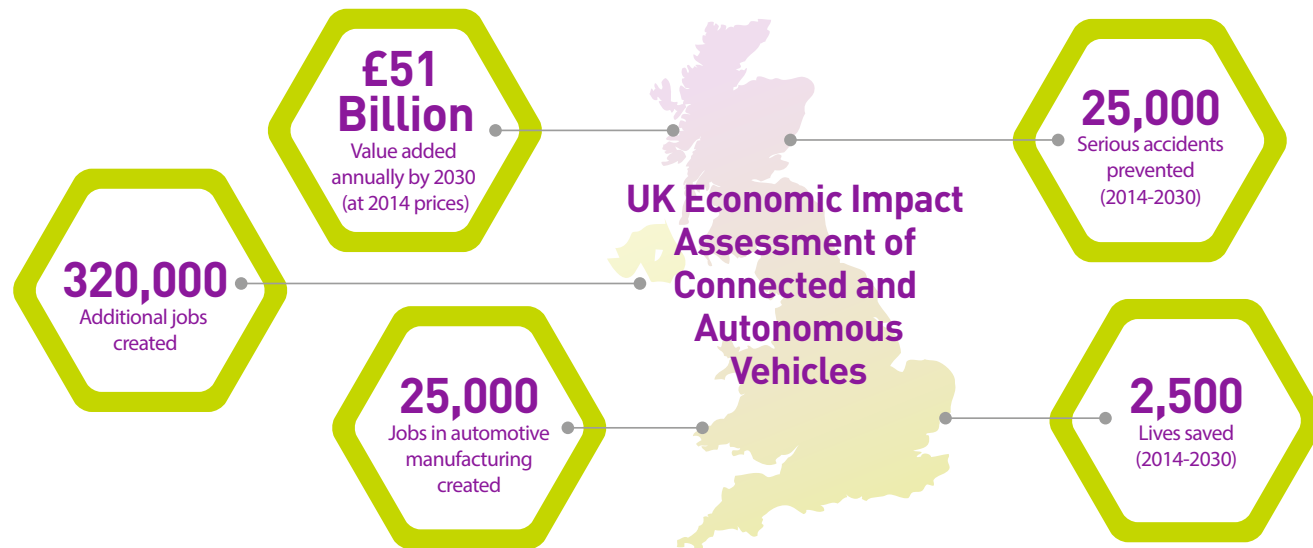 £51
Billion
Value added
annually by 2030
(at 2014 prices)
25,000
Serious accidents
prevented
(2014-2030)
UK Economic Impact
Assessment of
Connected and
Autonomous
Vehicles
320,000
Additional jobs
created
25,000
Jobs in automotive
manufacturing
created
2,500
Lives saved
(2014-2030)